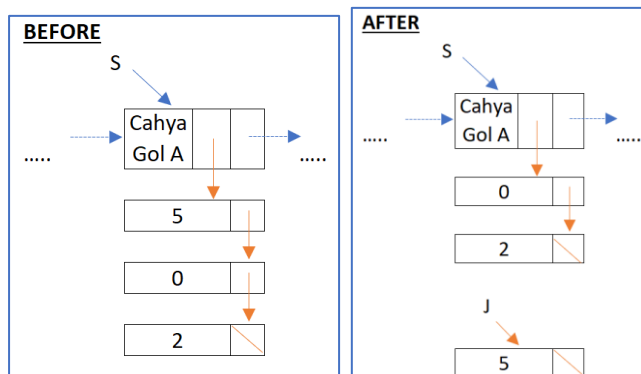 BEFORE
S
Cahya
Gol A
.....
.....
5
0
2
AFTER
S
Cahya
Gol A
.....
.....
0
2
J
5